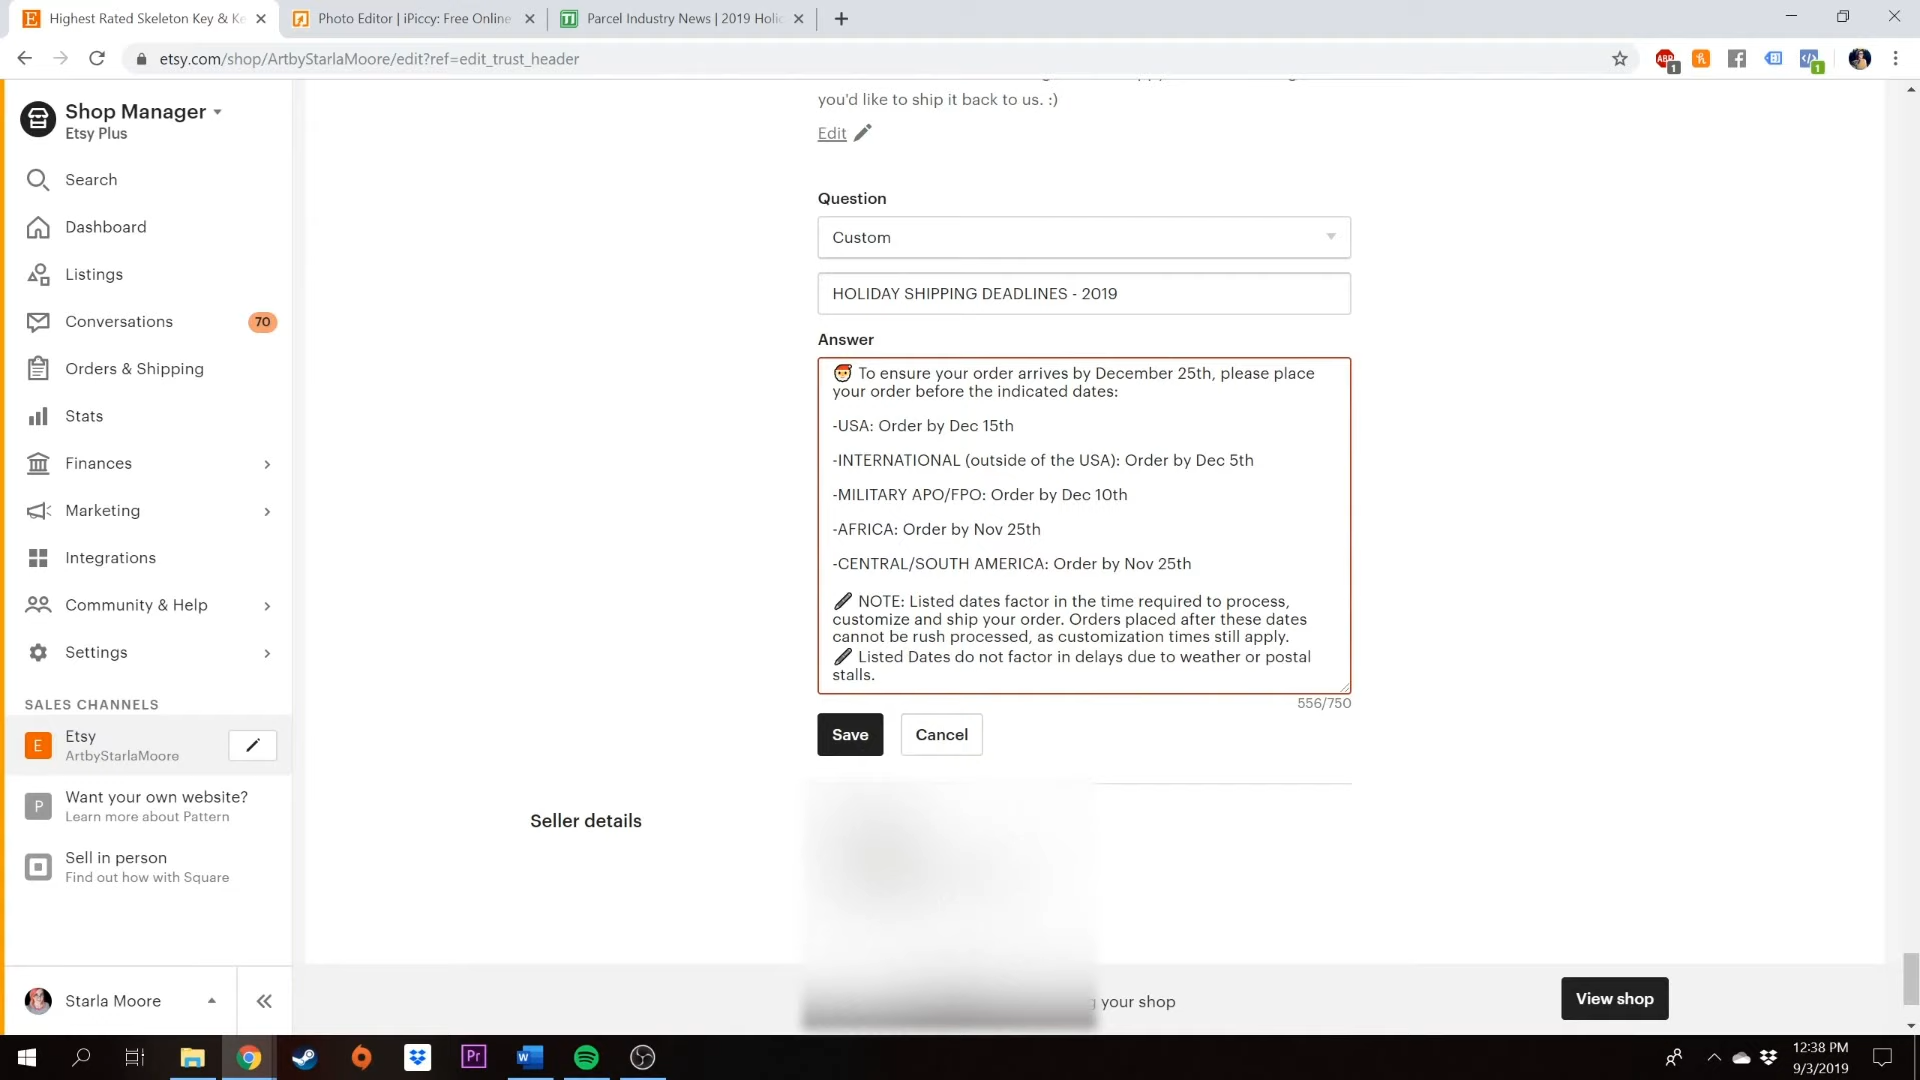 Highest Rated Skeleton Key & Ke
Photo Editor | iPiccy: Free Online
Parcel Industry News | 2019 Holid
etsy.com/shop/ArtbyStarlaMoore/edit?ref=edit_trust_header
ABP
1
1
Shop Manager
Etsy Plus
Search
Dashboard
Listings
Conversations
70
Orders & Shipping
Stats
Finances
Marketing
Integrations
Community & Help
Settings
SALES CHANNELS
E
Etsy
ArtbyStarlaMoore
P
Want your own website?
Learn more about Pattern
Sell in person
Find out how with Square
Starla Moore
you'd like to ship it back to us. :)
Edit
Question
Custom
HOLIDAY SHIPPING DEADLINES - 2019
Answer
🎅 To ensure your order arrives by December 25th, please place
your order before the indicated dates:
-USA: Order by Dec 15th
-INTERNATIONAL (outside of the USA): Order by Dec 5th
-MILITARY APO/FPO: Order by Dec 10th
-AFRICA: Order by Nov 25th
-CENTRAL/SOUTH AMERICA: Order by Nov 25th
NOTE: Listed dates factor in the time required to process,
customize and ship your order. Orders placed after these dates
cannot be rush processed, as customization times still apply.
Listed Dates do not factor in delays due to weather or postal
stalls.
556/750
Save
Cancel
Seller details
your shop
View shop
Pr
W
12:38 PM
9/3/2019